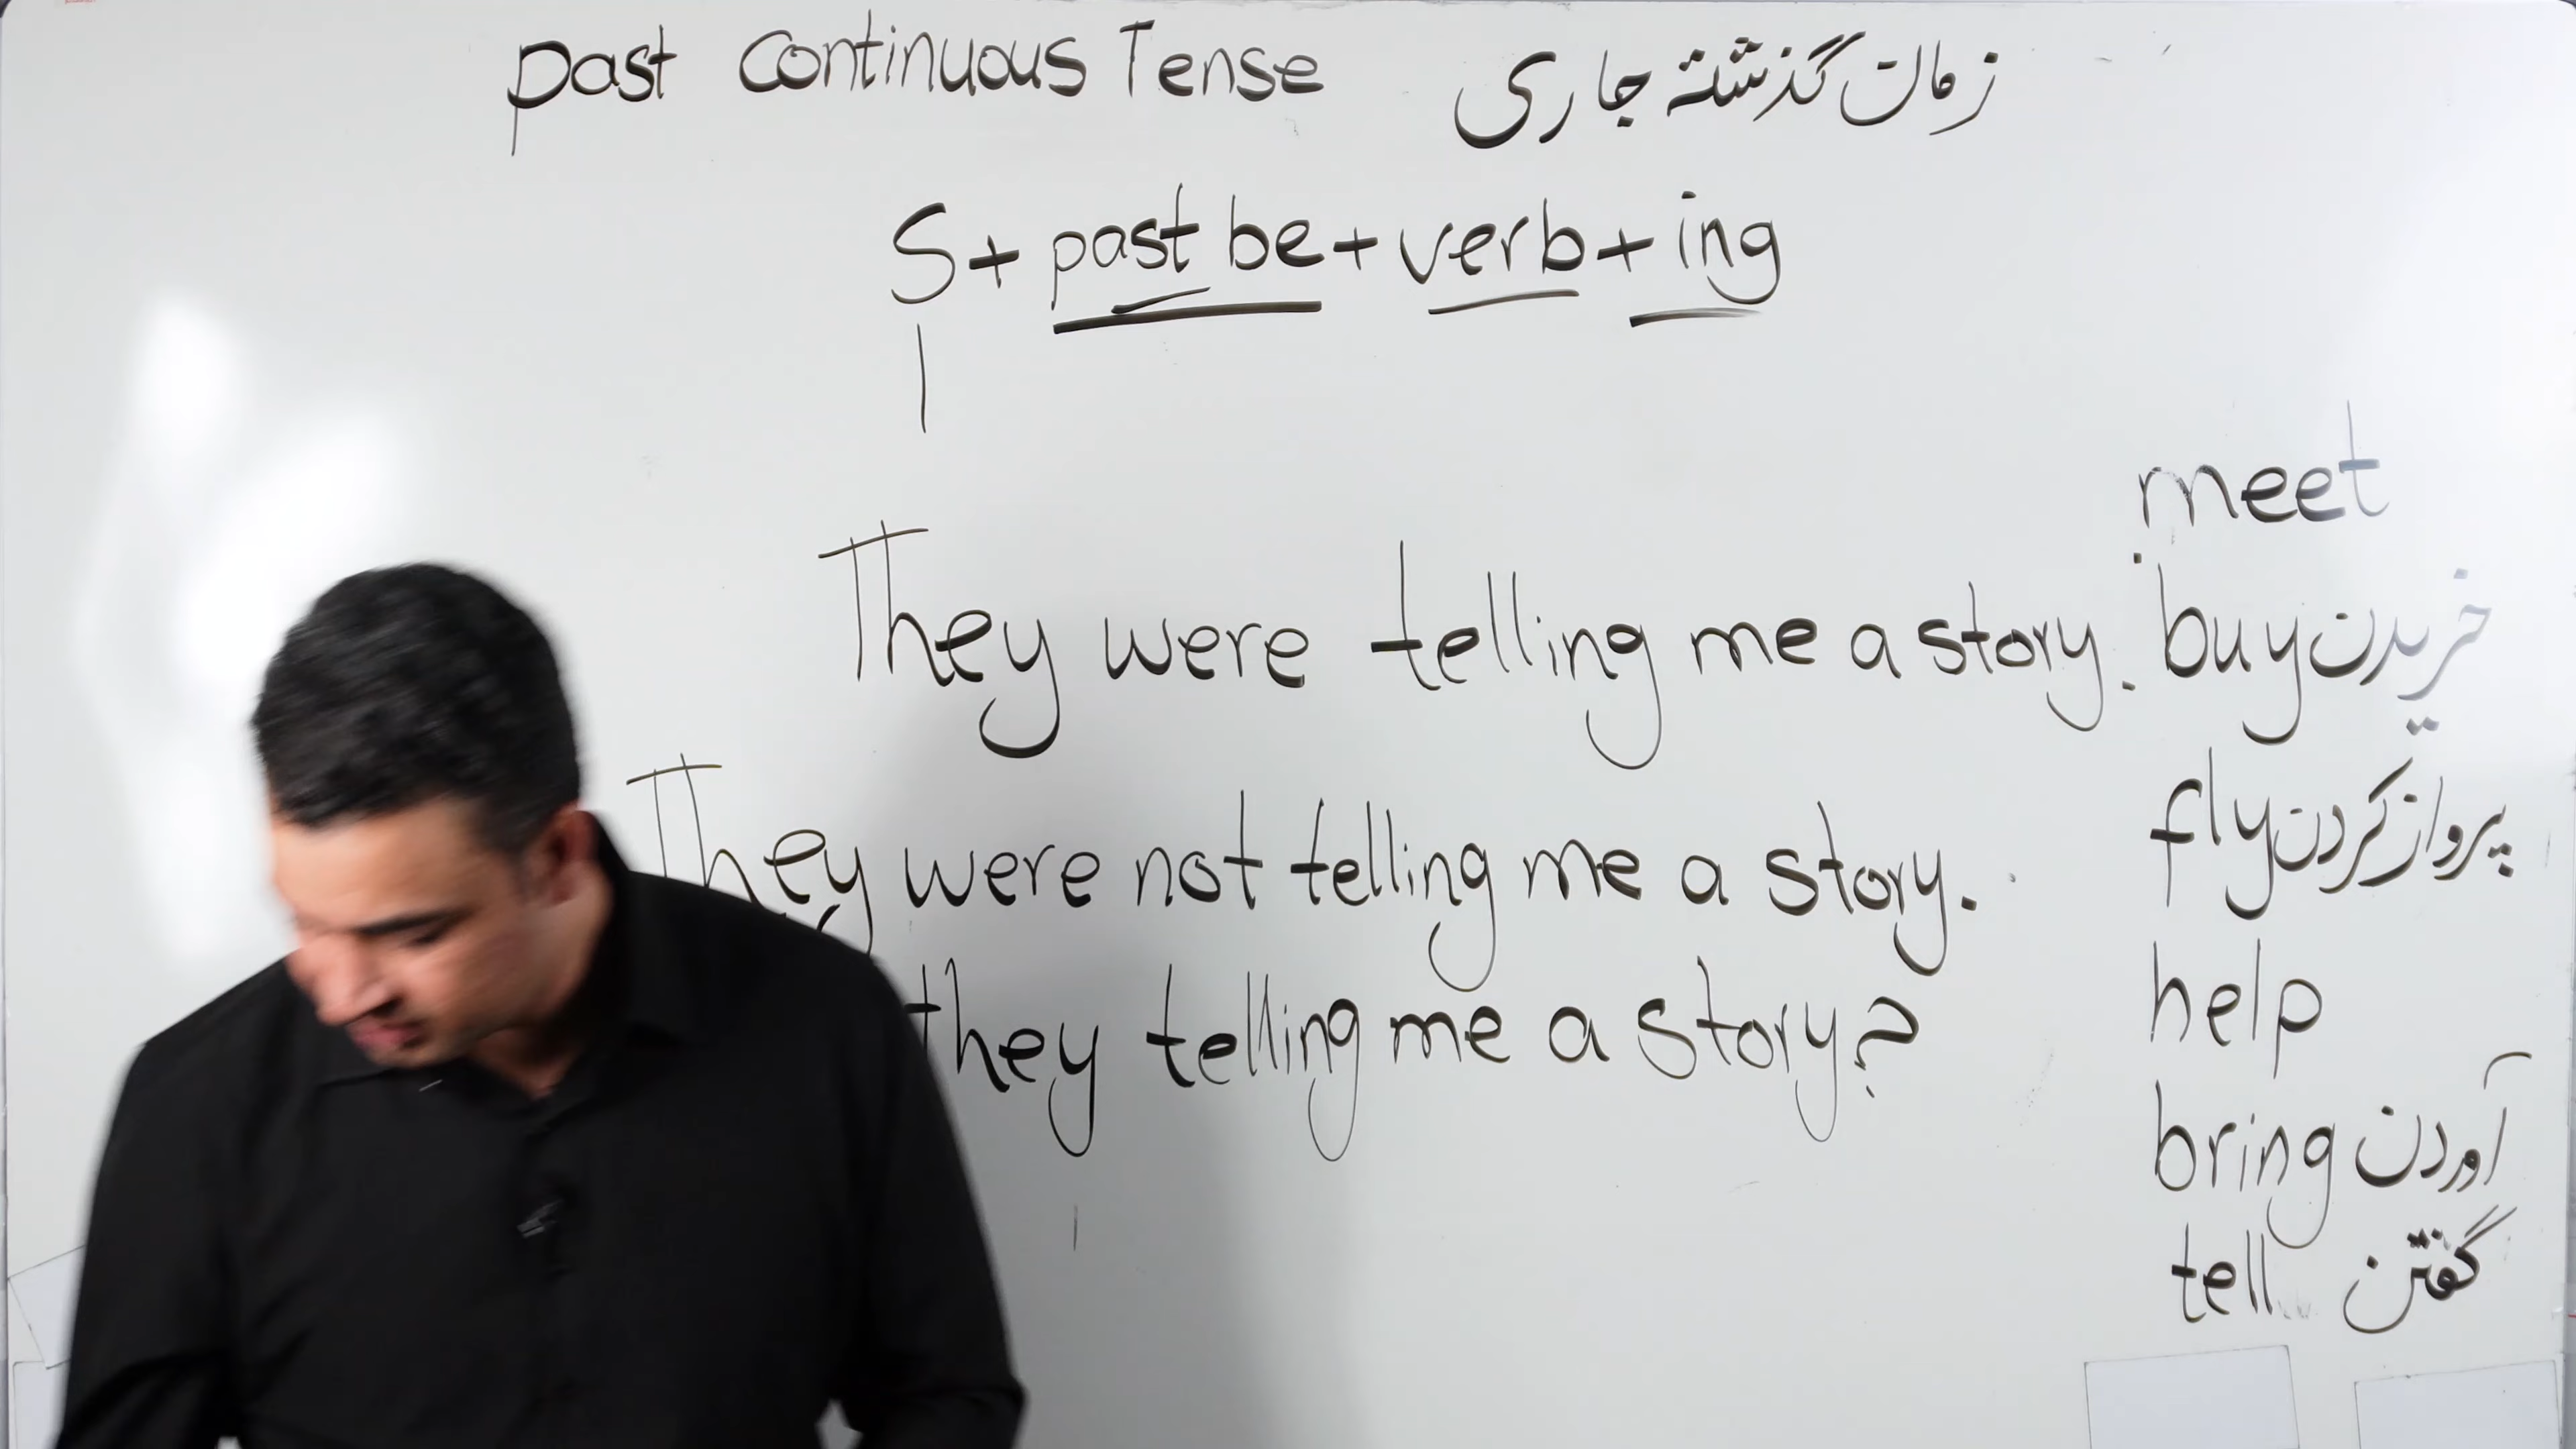 Past Continuous Tense زمان گذشته جاری
S + past be + verb + ing
meet
They were telling me a story.
buy خریدن
They were not telling me a story.
fly پرواز کردن
they telling me a story?
help
bring آوردن
tell گفتن